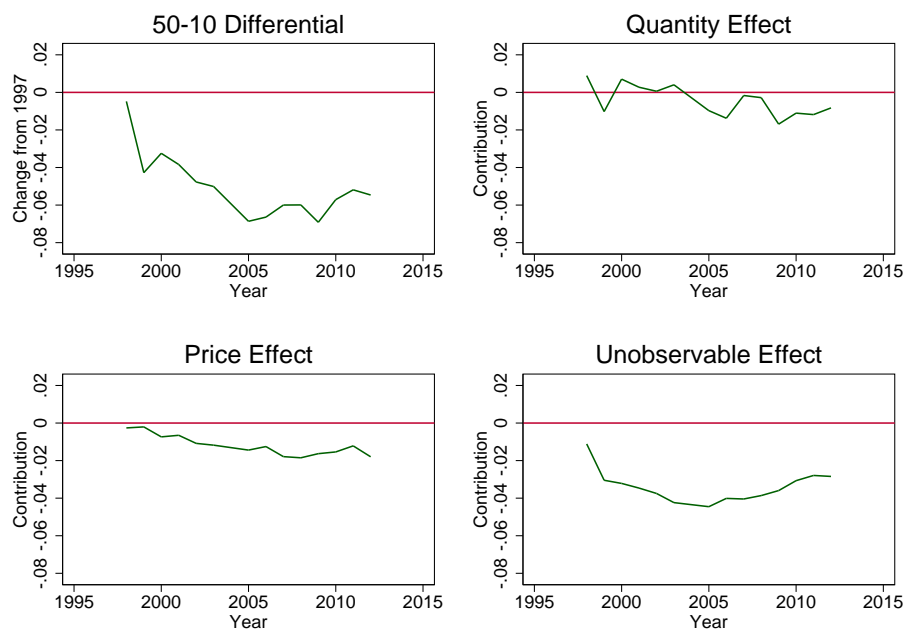 50-10 Differential
Change from 1997
.02
0
-.02
-.04
-.06
-.08
1995 2000 2005 2010 2015
Year
Quantity Effect
Contribution
.02
0
-.02
-.04
-.06
-.08
1995 2000 2005 2010 2015
Year
Price Effect
Contribution
.02
0
-.02
-.04
-.06
-.08
1995 2000 2005 2010 2015
Year
Unobservable Effect
Contribution
.02
0
-.02
-.04
-.06
-.08
1995 2000 2005 2010 2015
Year